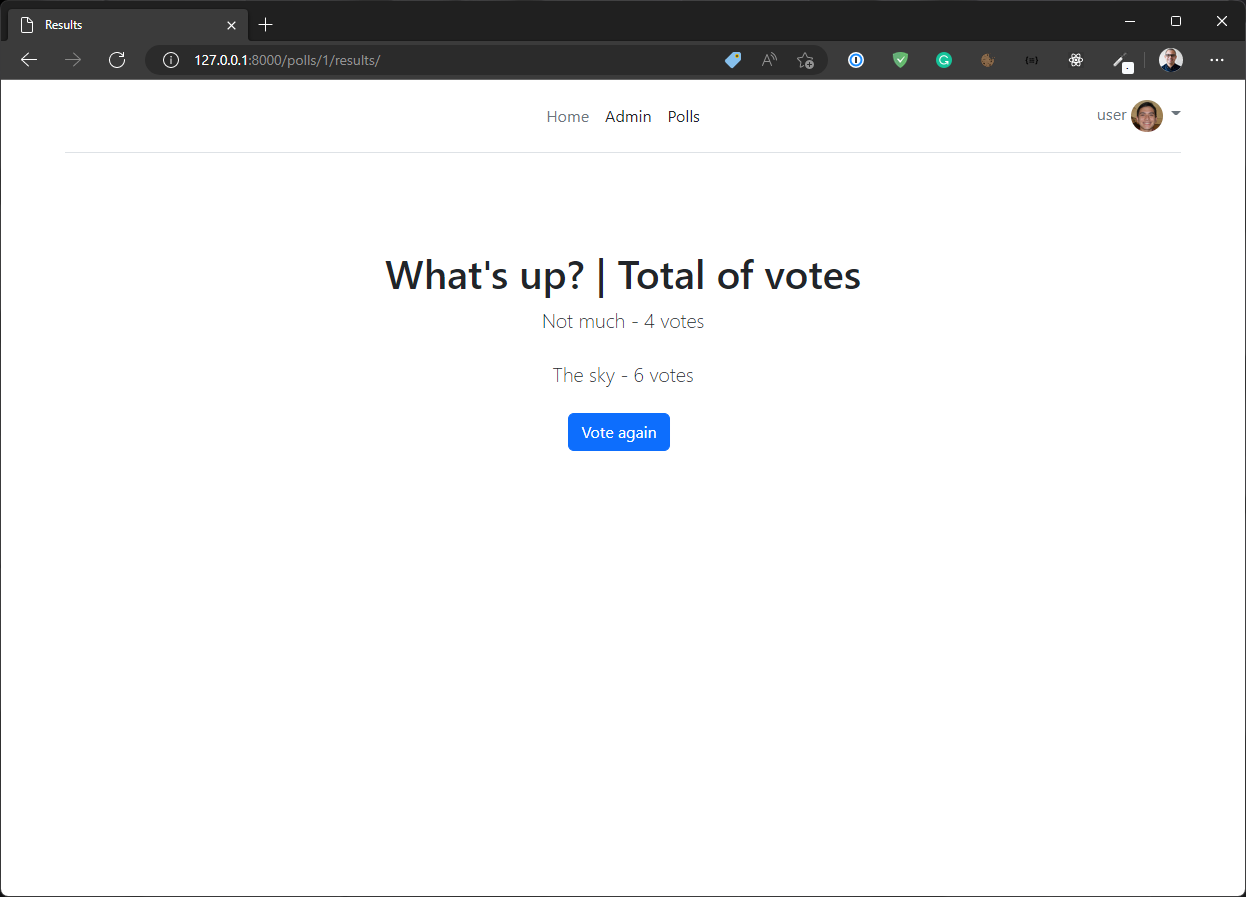 Results
127.0.0.1:8000/polls/1/results/
Home Admin Polls
user
What's up? | Total of votes
Not much - 4 votes
The sky - 6 votes
Vote again